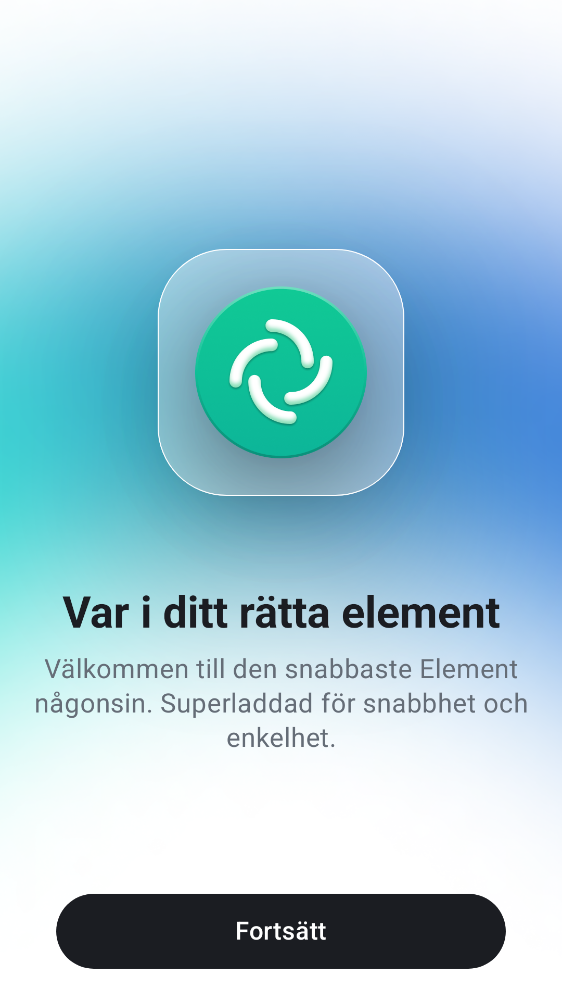 Var i ditt rätta element
Välkommen till den snabbaste Element
någonsin. Superladdad för snabbhet och
enkelhet.
Fortsätt